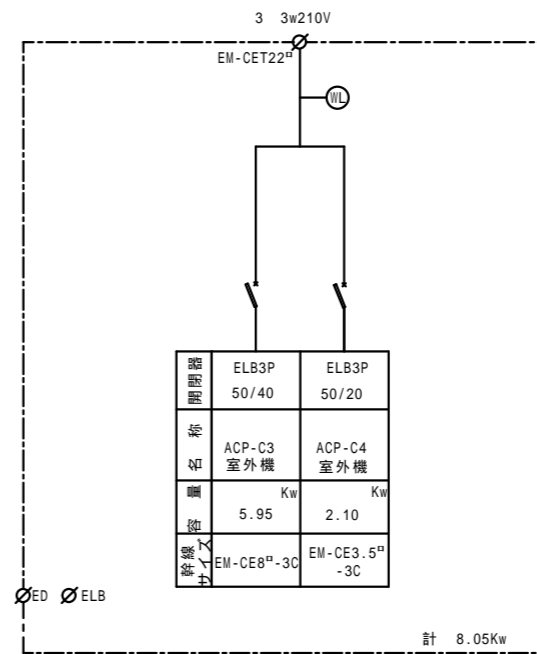 3 3w210V
EM-CET22□
WL
開閉器
ELB3P
50/40
ELB3P
50/20
名称
ACP-C3
室外機
ACP-C4
室外機
容量
Kw
5.95
Kw
2.10
幹線サイズ
EM-CE8□-3C
EM-CE3.5□
-3C
ED
ELB
計 8.05Kw